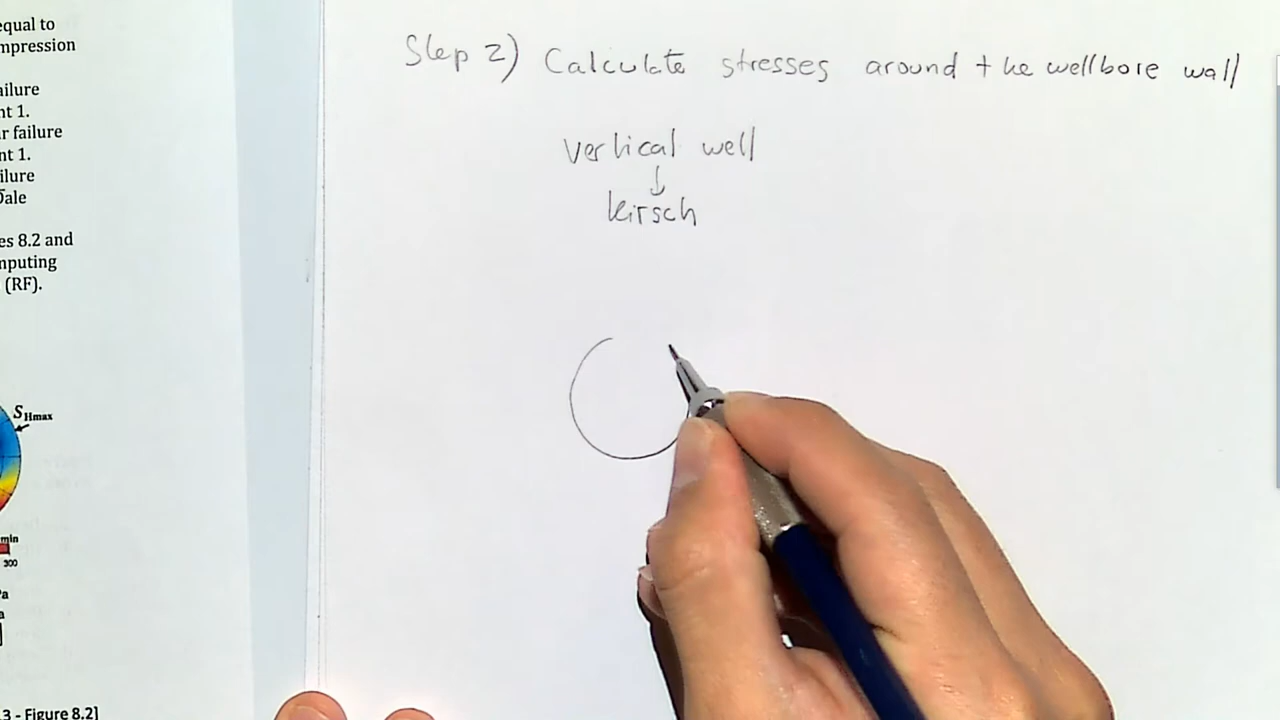 equal to
mpression
ailure
nt 1.
r failure
nt 1.
ilure
Dale
es 8.2 and
mputing
(RF).
SHmax
min
300
a
a
3 - Figure 8.2]
Step 2) Calculate stresses around the wellbore wall
Vertical well
↓
Kirsch